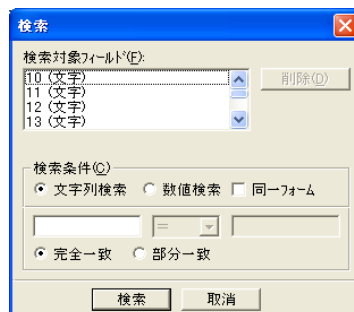 検索
検索対象フィールド(F):
10 (文字)
11 (文字)
12 (文字)
13 (文字)
削除(D)
検索条件(C)
文字列検索 数値検索 同一フォーム
=
完全一致 部分一致
検索 取消